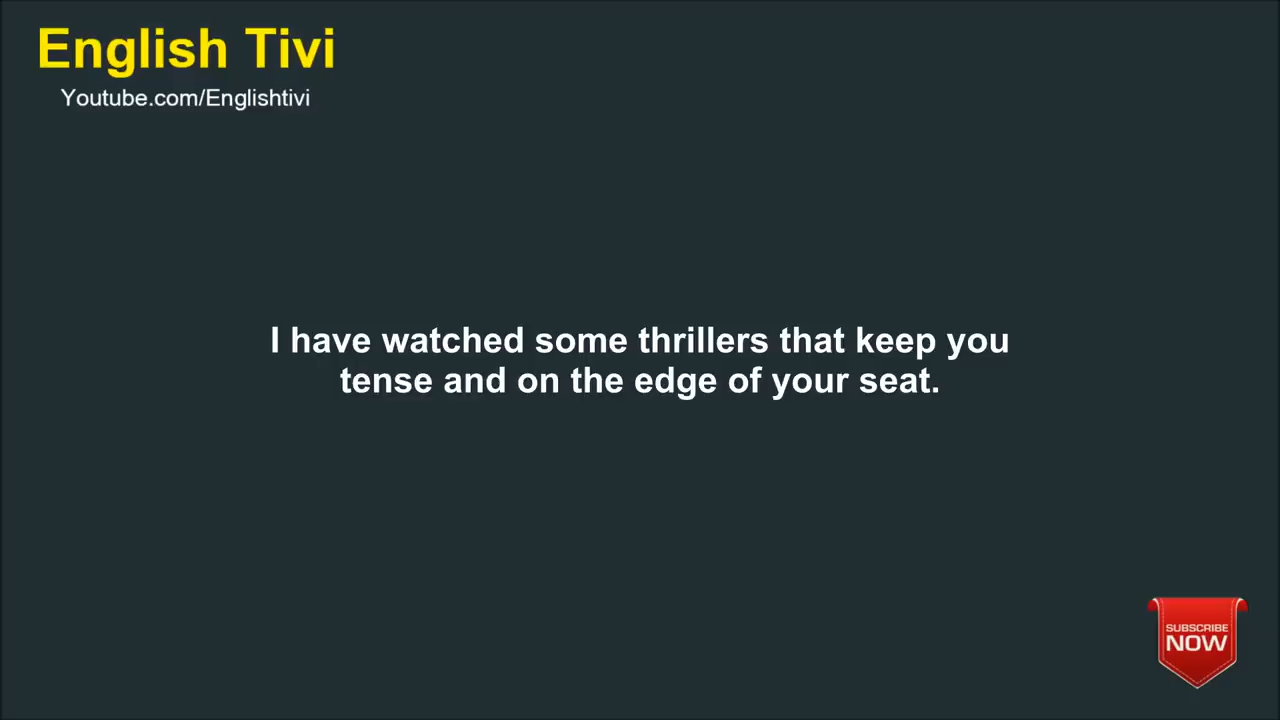 English Tivi
Youtube.com/Englishtivi
I have watched some thrillers that keep you
tense and on the edge of your seat.
SUBSCRIBE
NOW